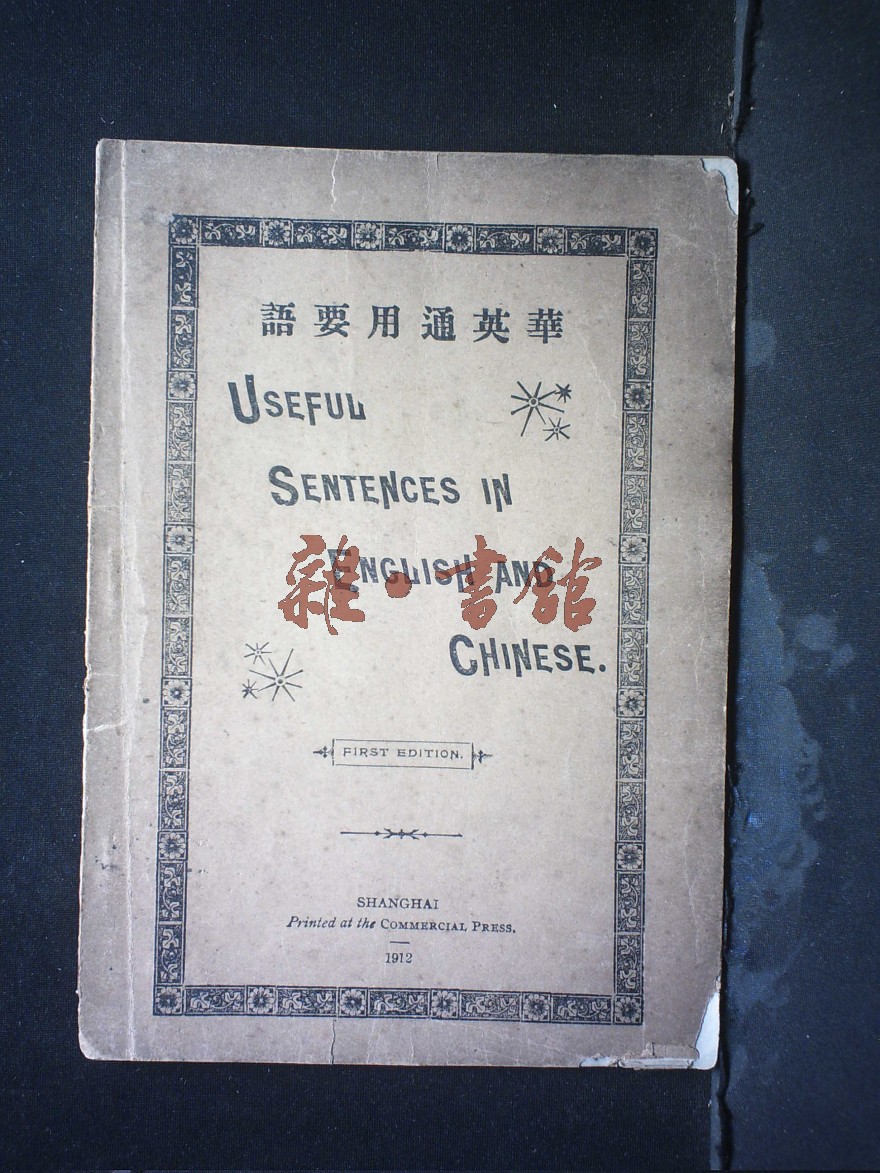 語要用通英華
USEFUL
SENTENCES IN
ENGLISH AND
CHINESE.
雜·書館
FIRST EDITION.
SHANGHAI
Printed at the COMMERCIAL PRESS.
1912